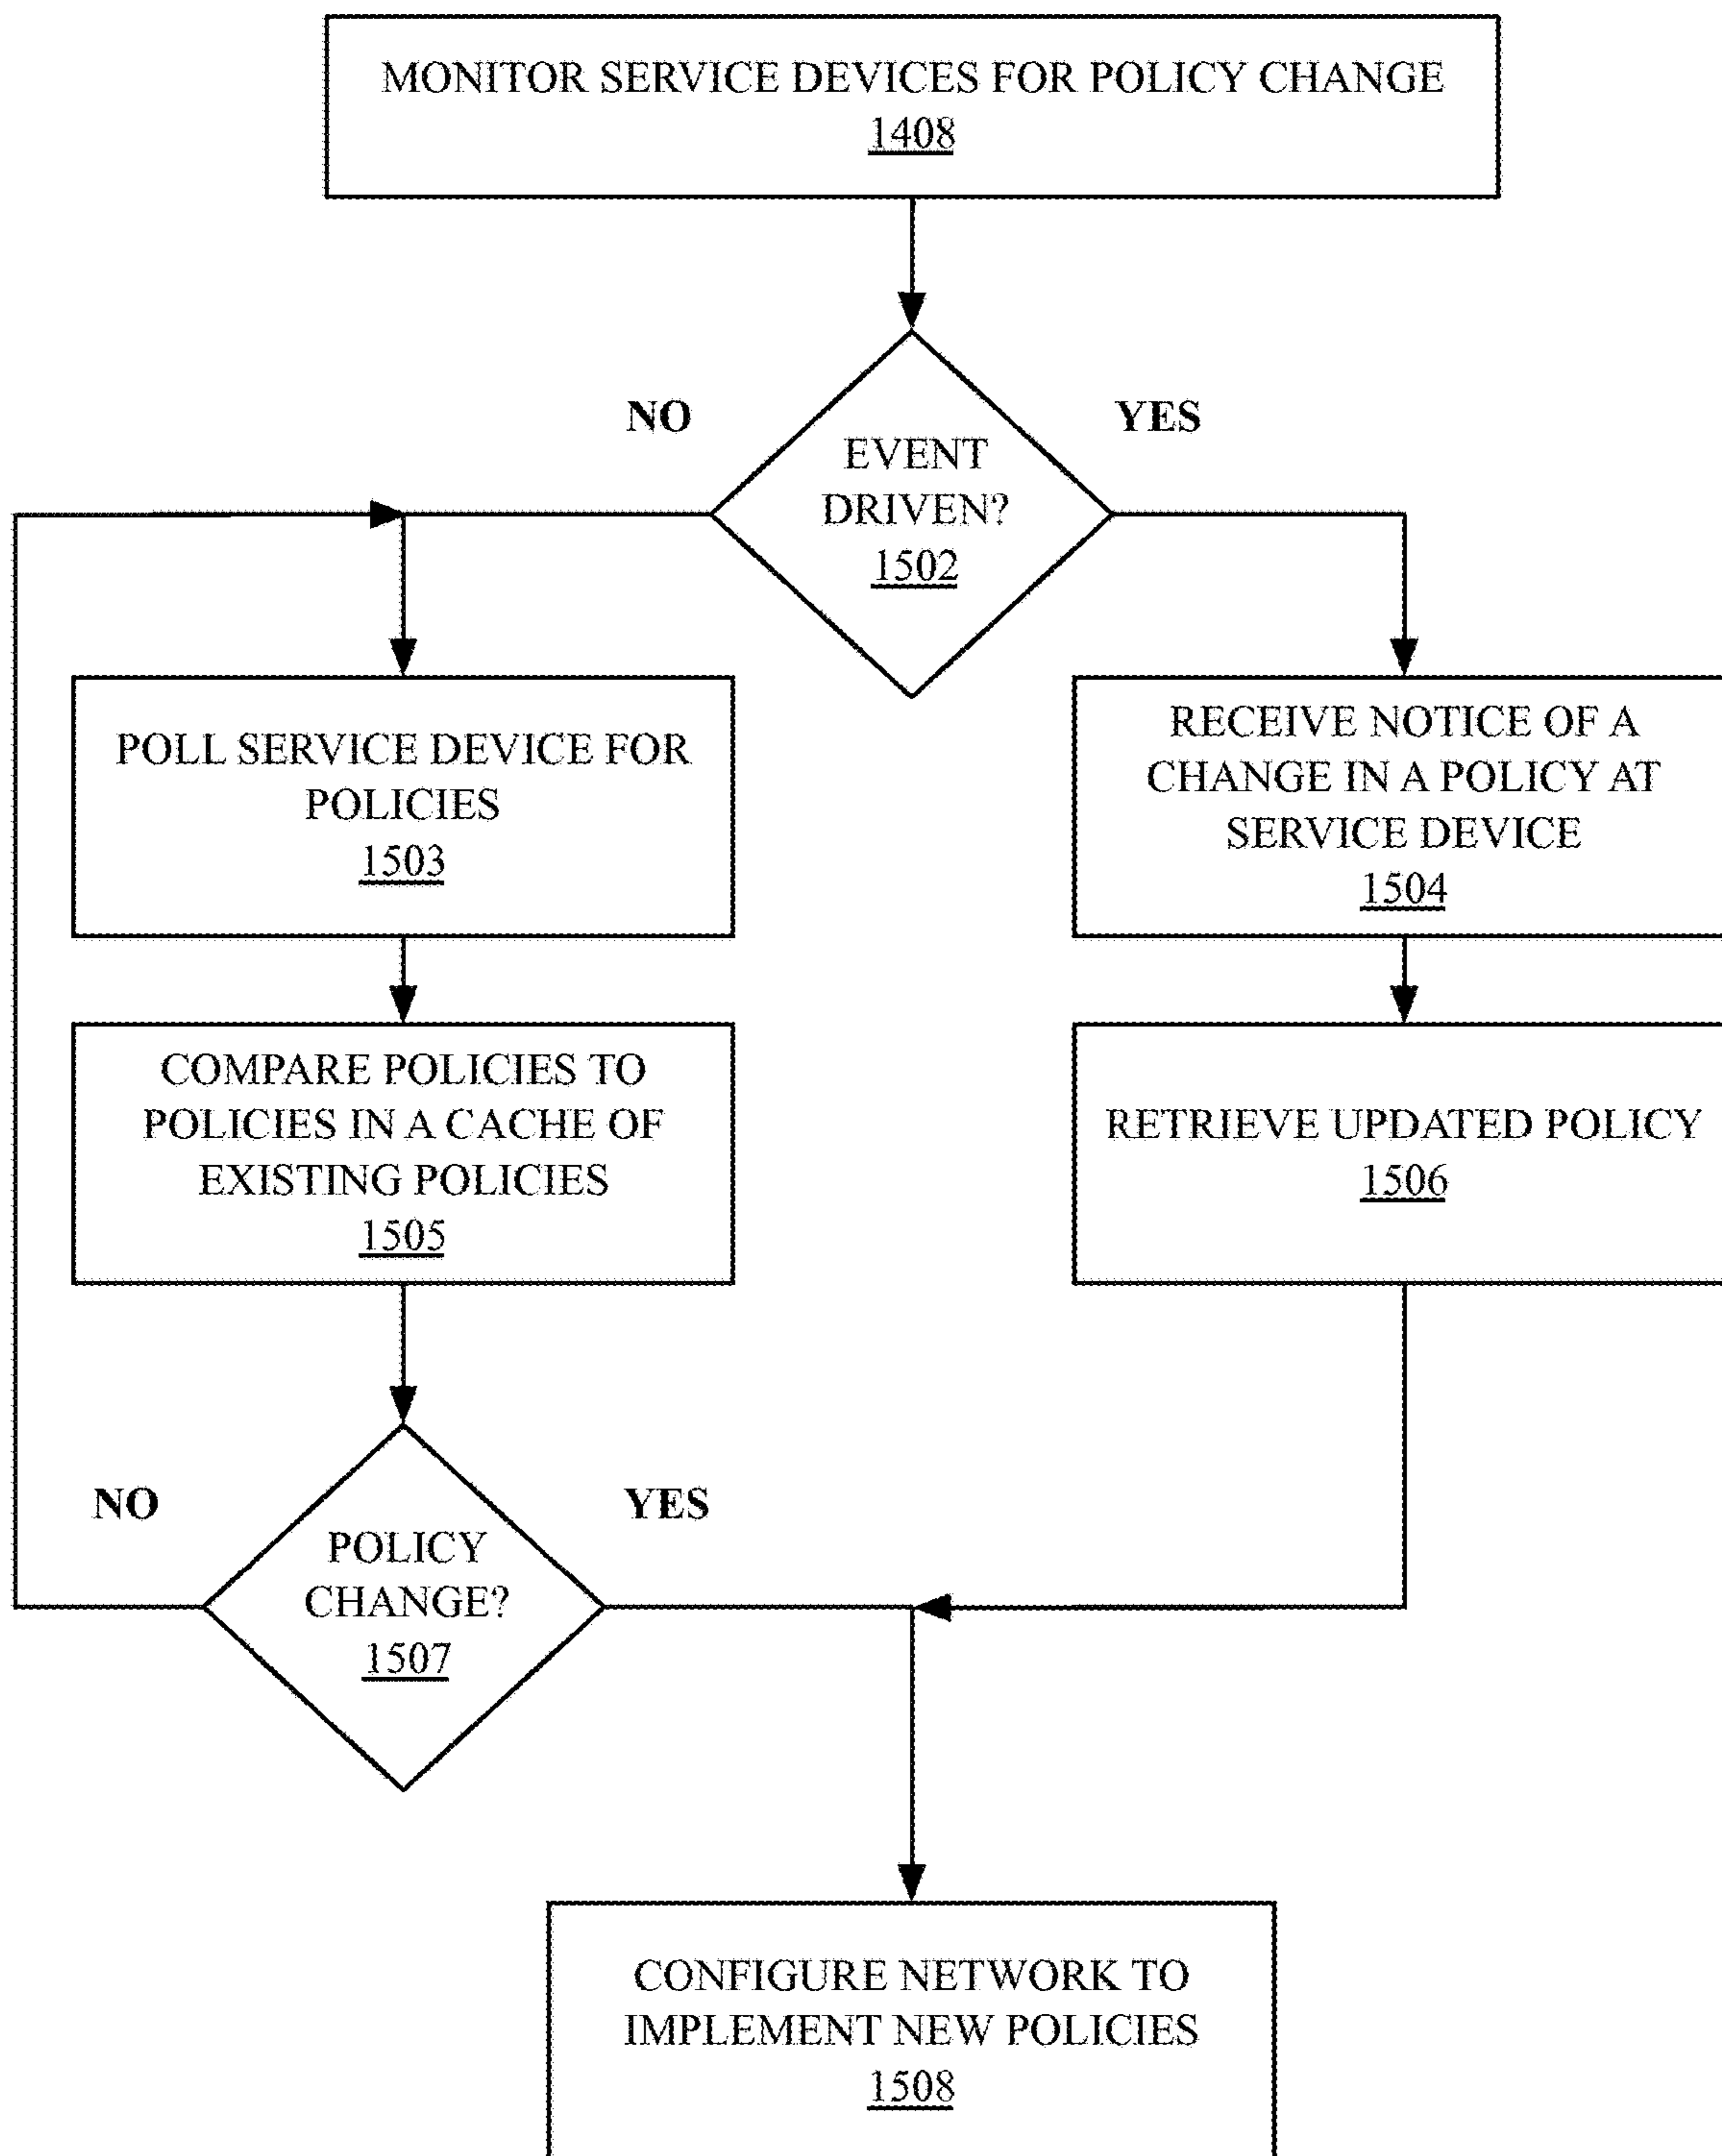 MONITOR SERVICE DEVICES FOR POLICY CHANGE
1408
NO
YES
EVENT
DRIVEN?
1502
POLL SERVICE DEVICE FOR
POLICIES
1503
RECEIVE NOTICE OF A
CHANGE IN A POLICY AT
SERVICE DEVICE
1504
COMPARE POLICIES TO
POLICIES IN A CACHE OF
EXISTING POLICIES
1505
RETRIEVE UPDATED POLICY
1506
NO
YES
POLICY
CHANGE?
1507
CONFIGURE NETWORK TO
IMPLEMENT NEW POLICIES
1508